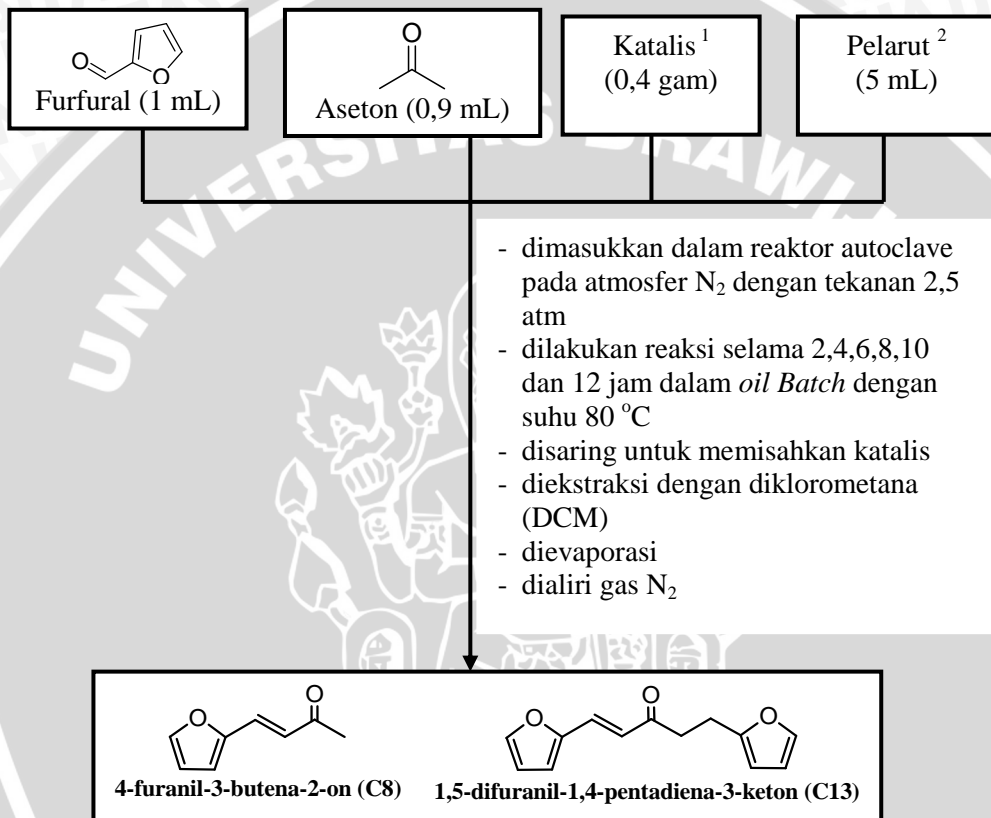 O
O
Furfural (1 mL)
O
Aseton (0,9 mL)
Katalis 1
(0,4 gam)
Pelarut 2
(5 mL)
UNIVERSITAS BRAWI
- dimasukkan dalam reaktor autoclave
pada atmosfer N2 dengan tekanan 2,5
atm
- dilakukan reaksi selama 2,4,6,8,10
dan 12 jam dalam oil Batch dengan
suhu 80 oC
- disaring untuk memisahkan katalis
- diekstraksi dengan diklorometana
(DCM)
- dievaporasi
- dialiri gas N2
O
O
4-furanil-3-butena-2-on (C8)
O
O
O
1,5-difuranil-1,4-pentadiena-3-keton (C13)